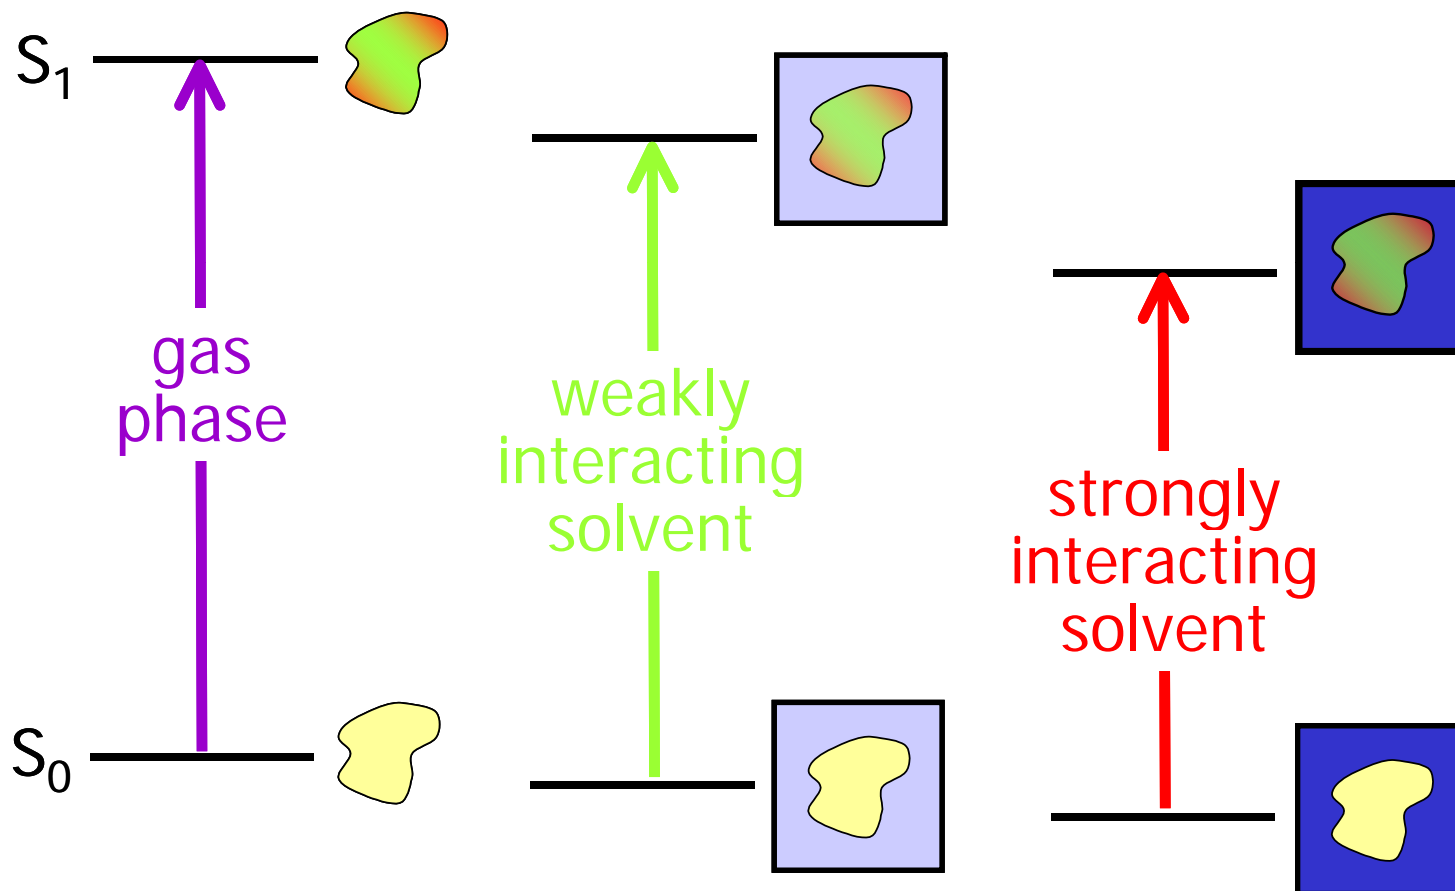 S1
gas
phase
weakly
interacting
solvent
strongly
interacting
solvent
S0